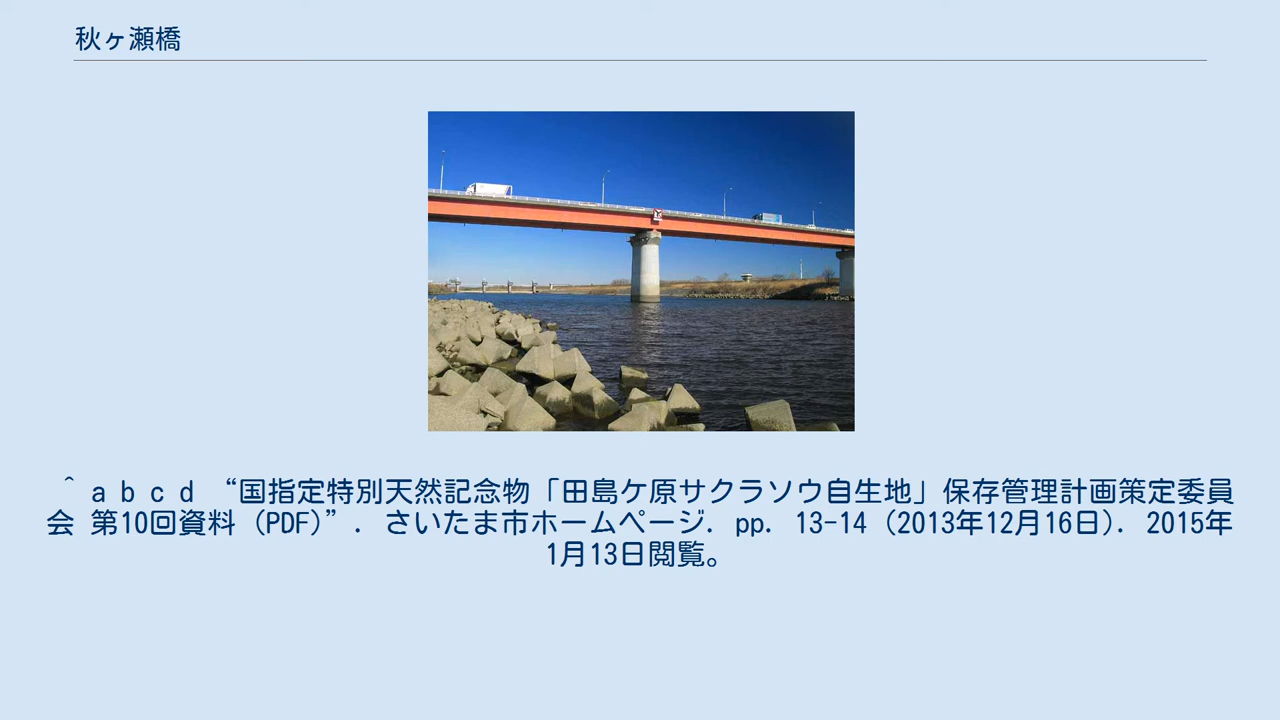 秋ヶ瀬橋
^ a b c d “国指定特別天然記念物「田島ケ原サクラソウ自生地」保存管理計画策定委員
会 第10回資料 (PDF)”. さいたま市ホームページ. pp. 13-14 (2013年12月16日). 2015年
1月13日閲覧。